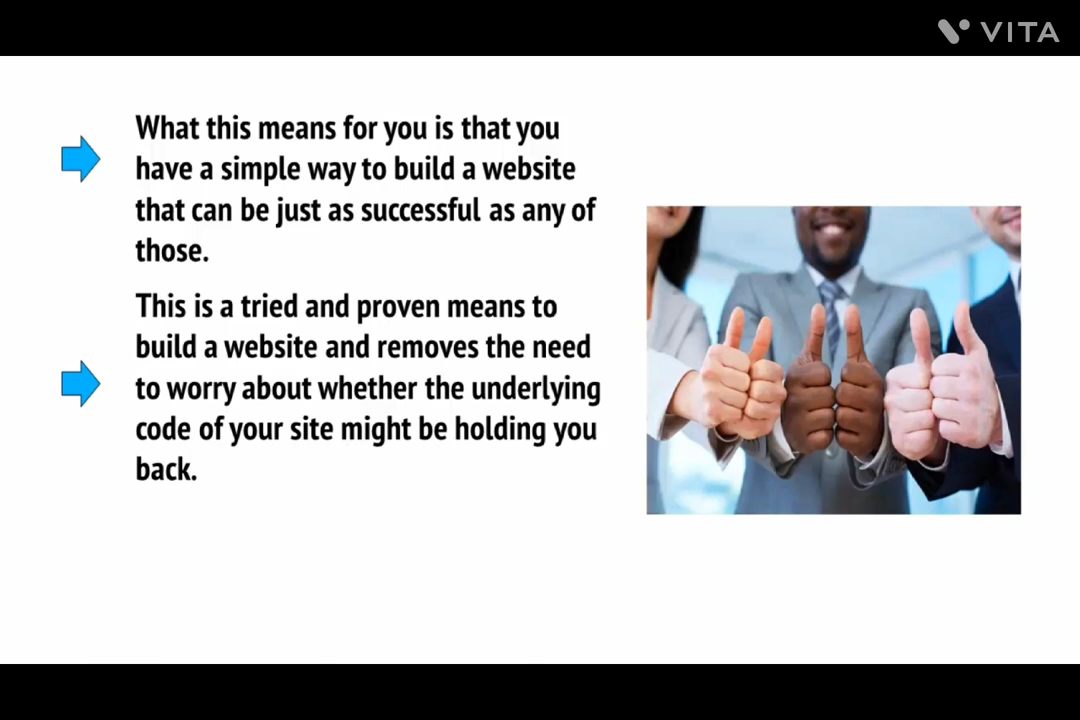 VITA
What this means for you is that you
have a simple way to build a website
that can be just as successful as any of
those.
This is a tried and proven means to
build a website and removes the need
to worry about whether the underlying
code of your site might be holding you
back.